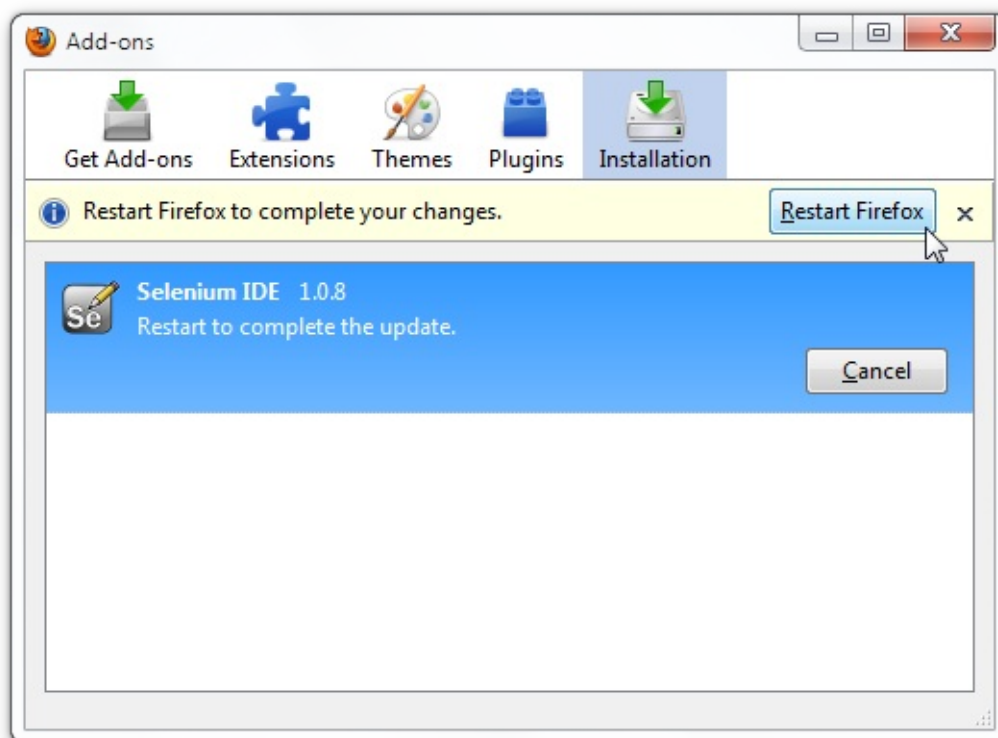 Add-ons
Get Add-ons Extensions Themes Plugins Installation
Restart Firefox to complete your changes. Restart Firefox
Selenium IDE 1.0.8
Se
Restart to complete the update.
Cancel